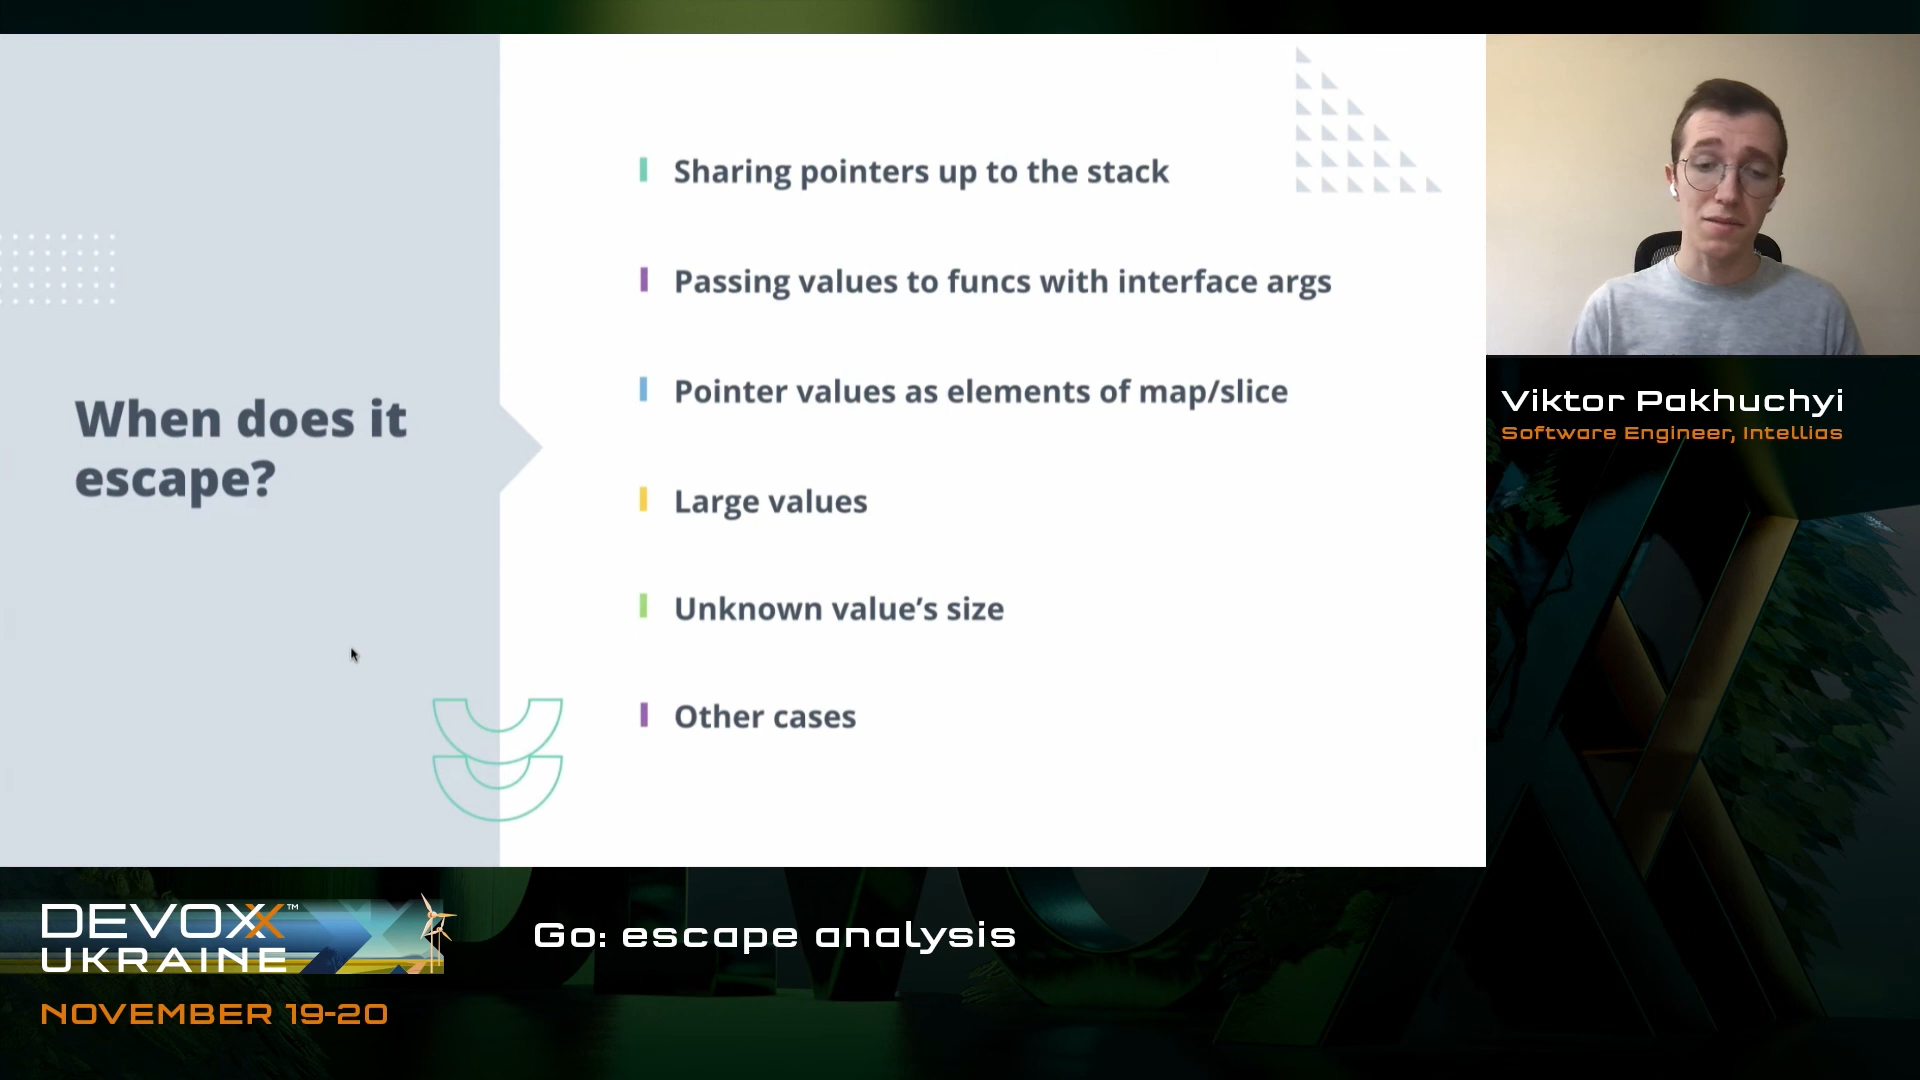 When does it
escape?
Sharing pointers up to the stack
Passing values to funcs with interface args
Pointer values as elements of map/slice
Large values
Unknown value’s size
Other cases
Viktor Pakhuchyi
Software Engineer, Intellias
DEVOXX™
UKRAINE
NOVEMBER 19-20
Go: escape analysis